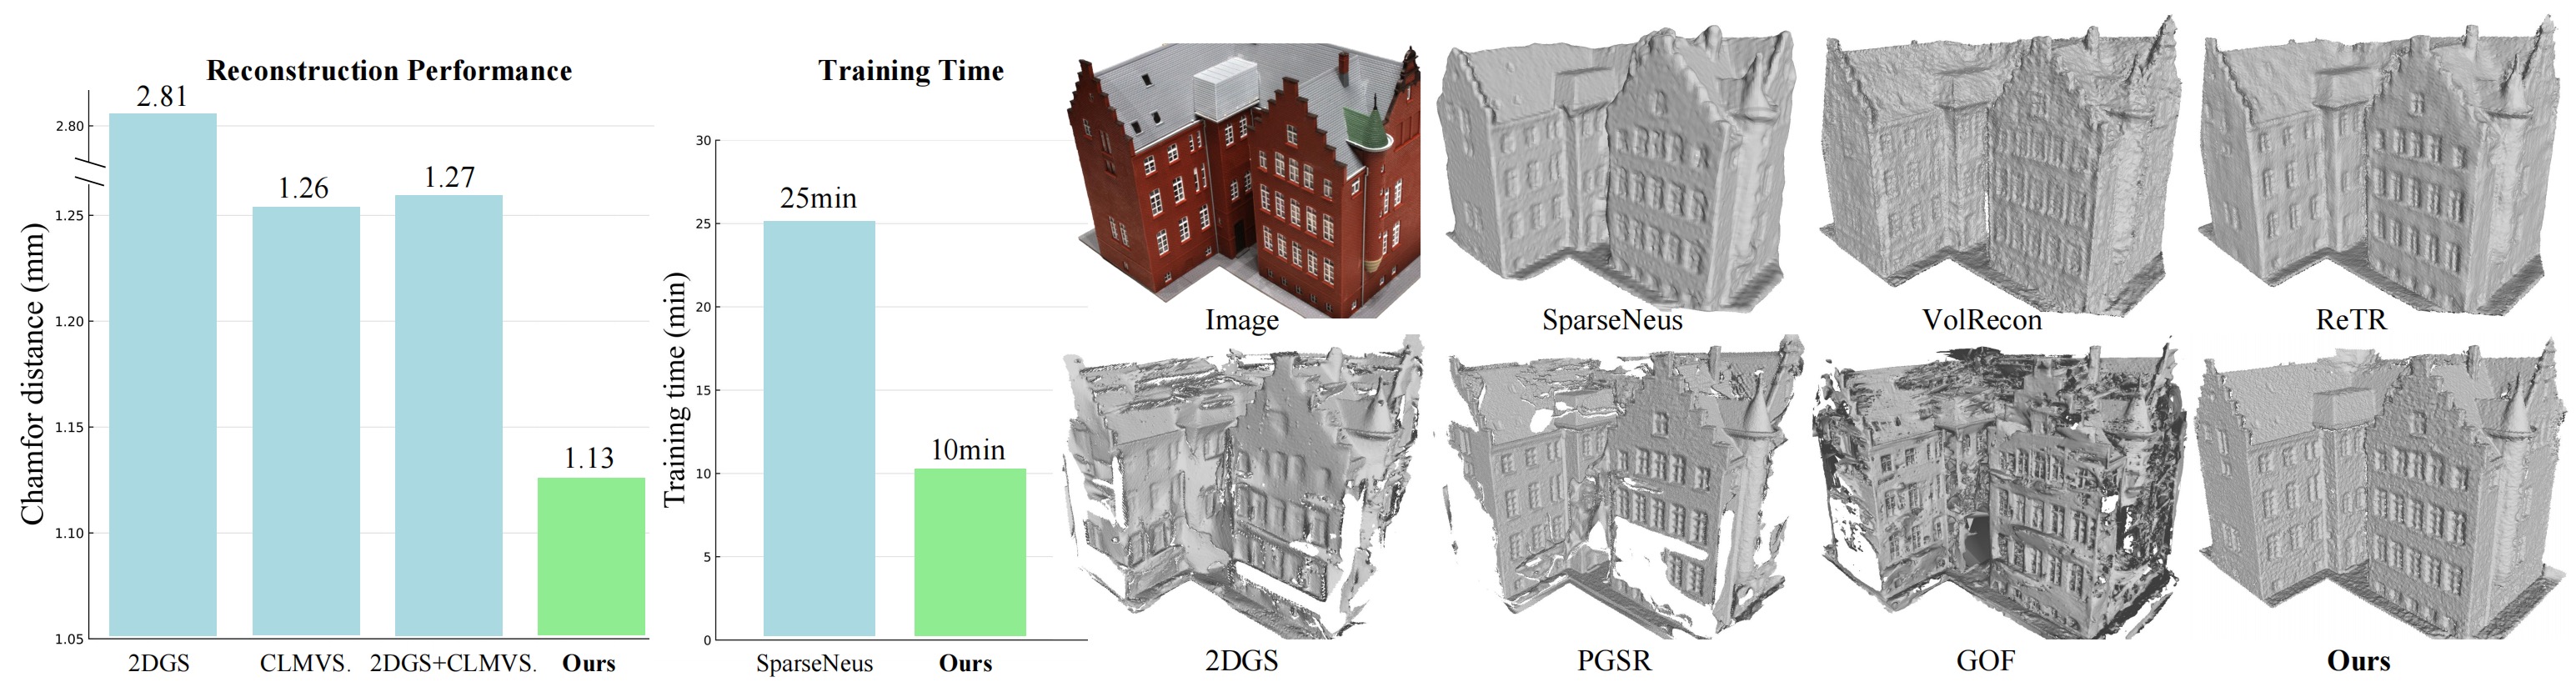 Reconstruction Performance
Chamfor distance (mm)
2.80
1.25
1.20
1.15
1.10
1.05
2.81
1.26
1.27
1.13
2DGS
CLMVS.
2DGS+CLMVS.
Ours
Training Time
Training time (min)
30
25
20
15
10
5
0
25min
10min
SparseNeus
Ours
Image
SparseNeus
VolRecon
ReTR
2DGS
PGSR
GOF
Ours